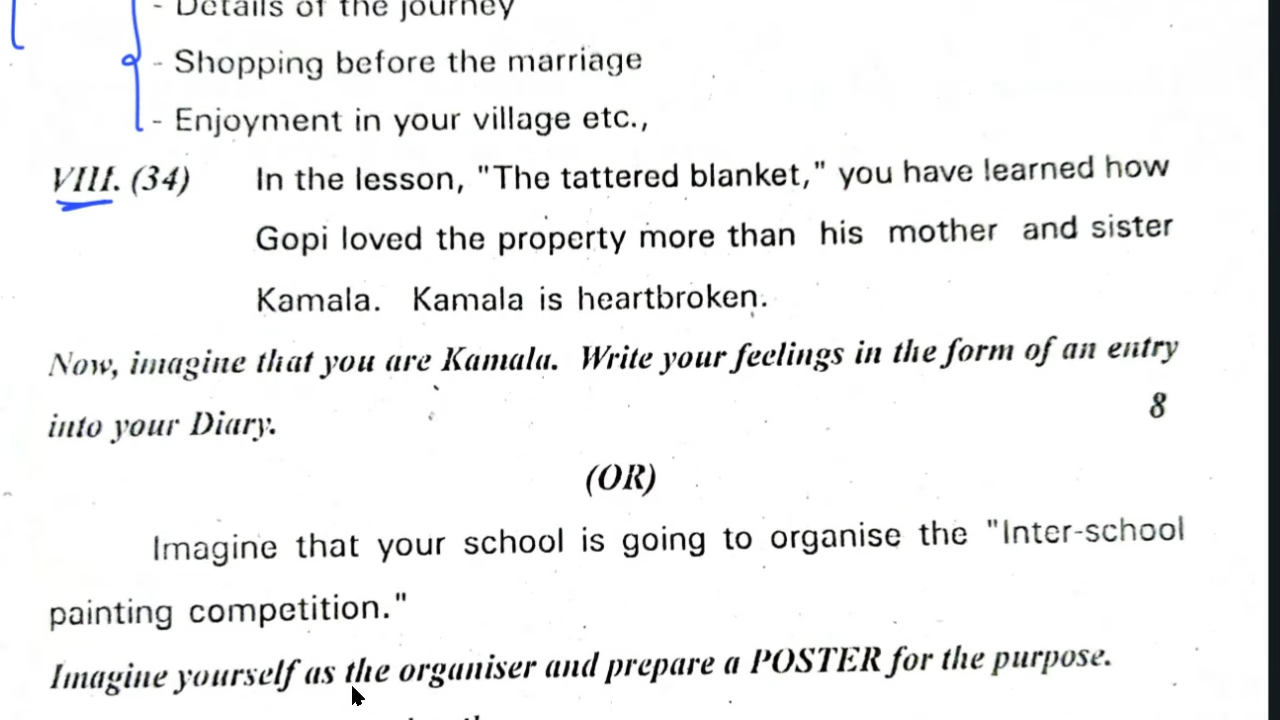 - Details of the journey
- Shopping before the marriage
- Enjoyment in your village etc.,
VIII. (34) In the lesson, "The tattered blanket," you have learned how
Gopi loved the property more than his mother and sister
Kamala. Kamala is heartbroken.
Now, imagine that you are Kamala. Write your feelings in the form of an entry
into your Diary. 8
(OR)
Imagine that your school is going to organise the "Inter-school
painting competition."
Imagine yourself as the organiser and prepare a POSTER for the purpose.